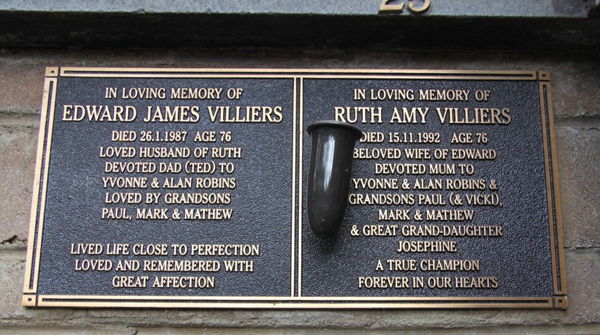 25
IN LOVING MEMORY OF
EDWARD JAMES VILLIERS
DIED 26.1.1987 AGE 76
LOVED HUSBAND OF RUTH
DEVOTED DAD (TED) TO
YVONNE & ALAN ROBINS
LOVED BY GRANDSONS
PAUL, MARK & MATHEW
LIVED LIFE CLOSE TO PERFECTION
LOVED AND REMEMBERED WITH
GREAT AFFECTION
IN LOVING MEMORY OF
RUTH AMY VILLIERS
DIED 15.11.1992 AGE 76
BELOVED WIFE OF EDWARD
DEVOTED MUM TO
YVONNE & ALAN ROBINS &
GRANDSONS PAUL (& VICKI),
MARK & MATHEW
& GREAT GRAND-DAUGHTER
JOSEPHINE
A TRUE CHAMPION
FOREVER IN OUR HEARTS